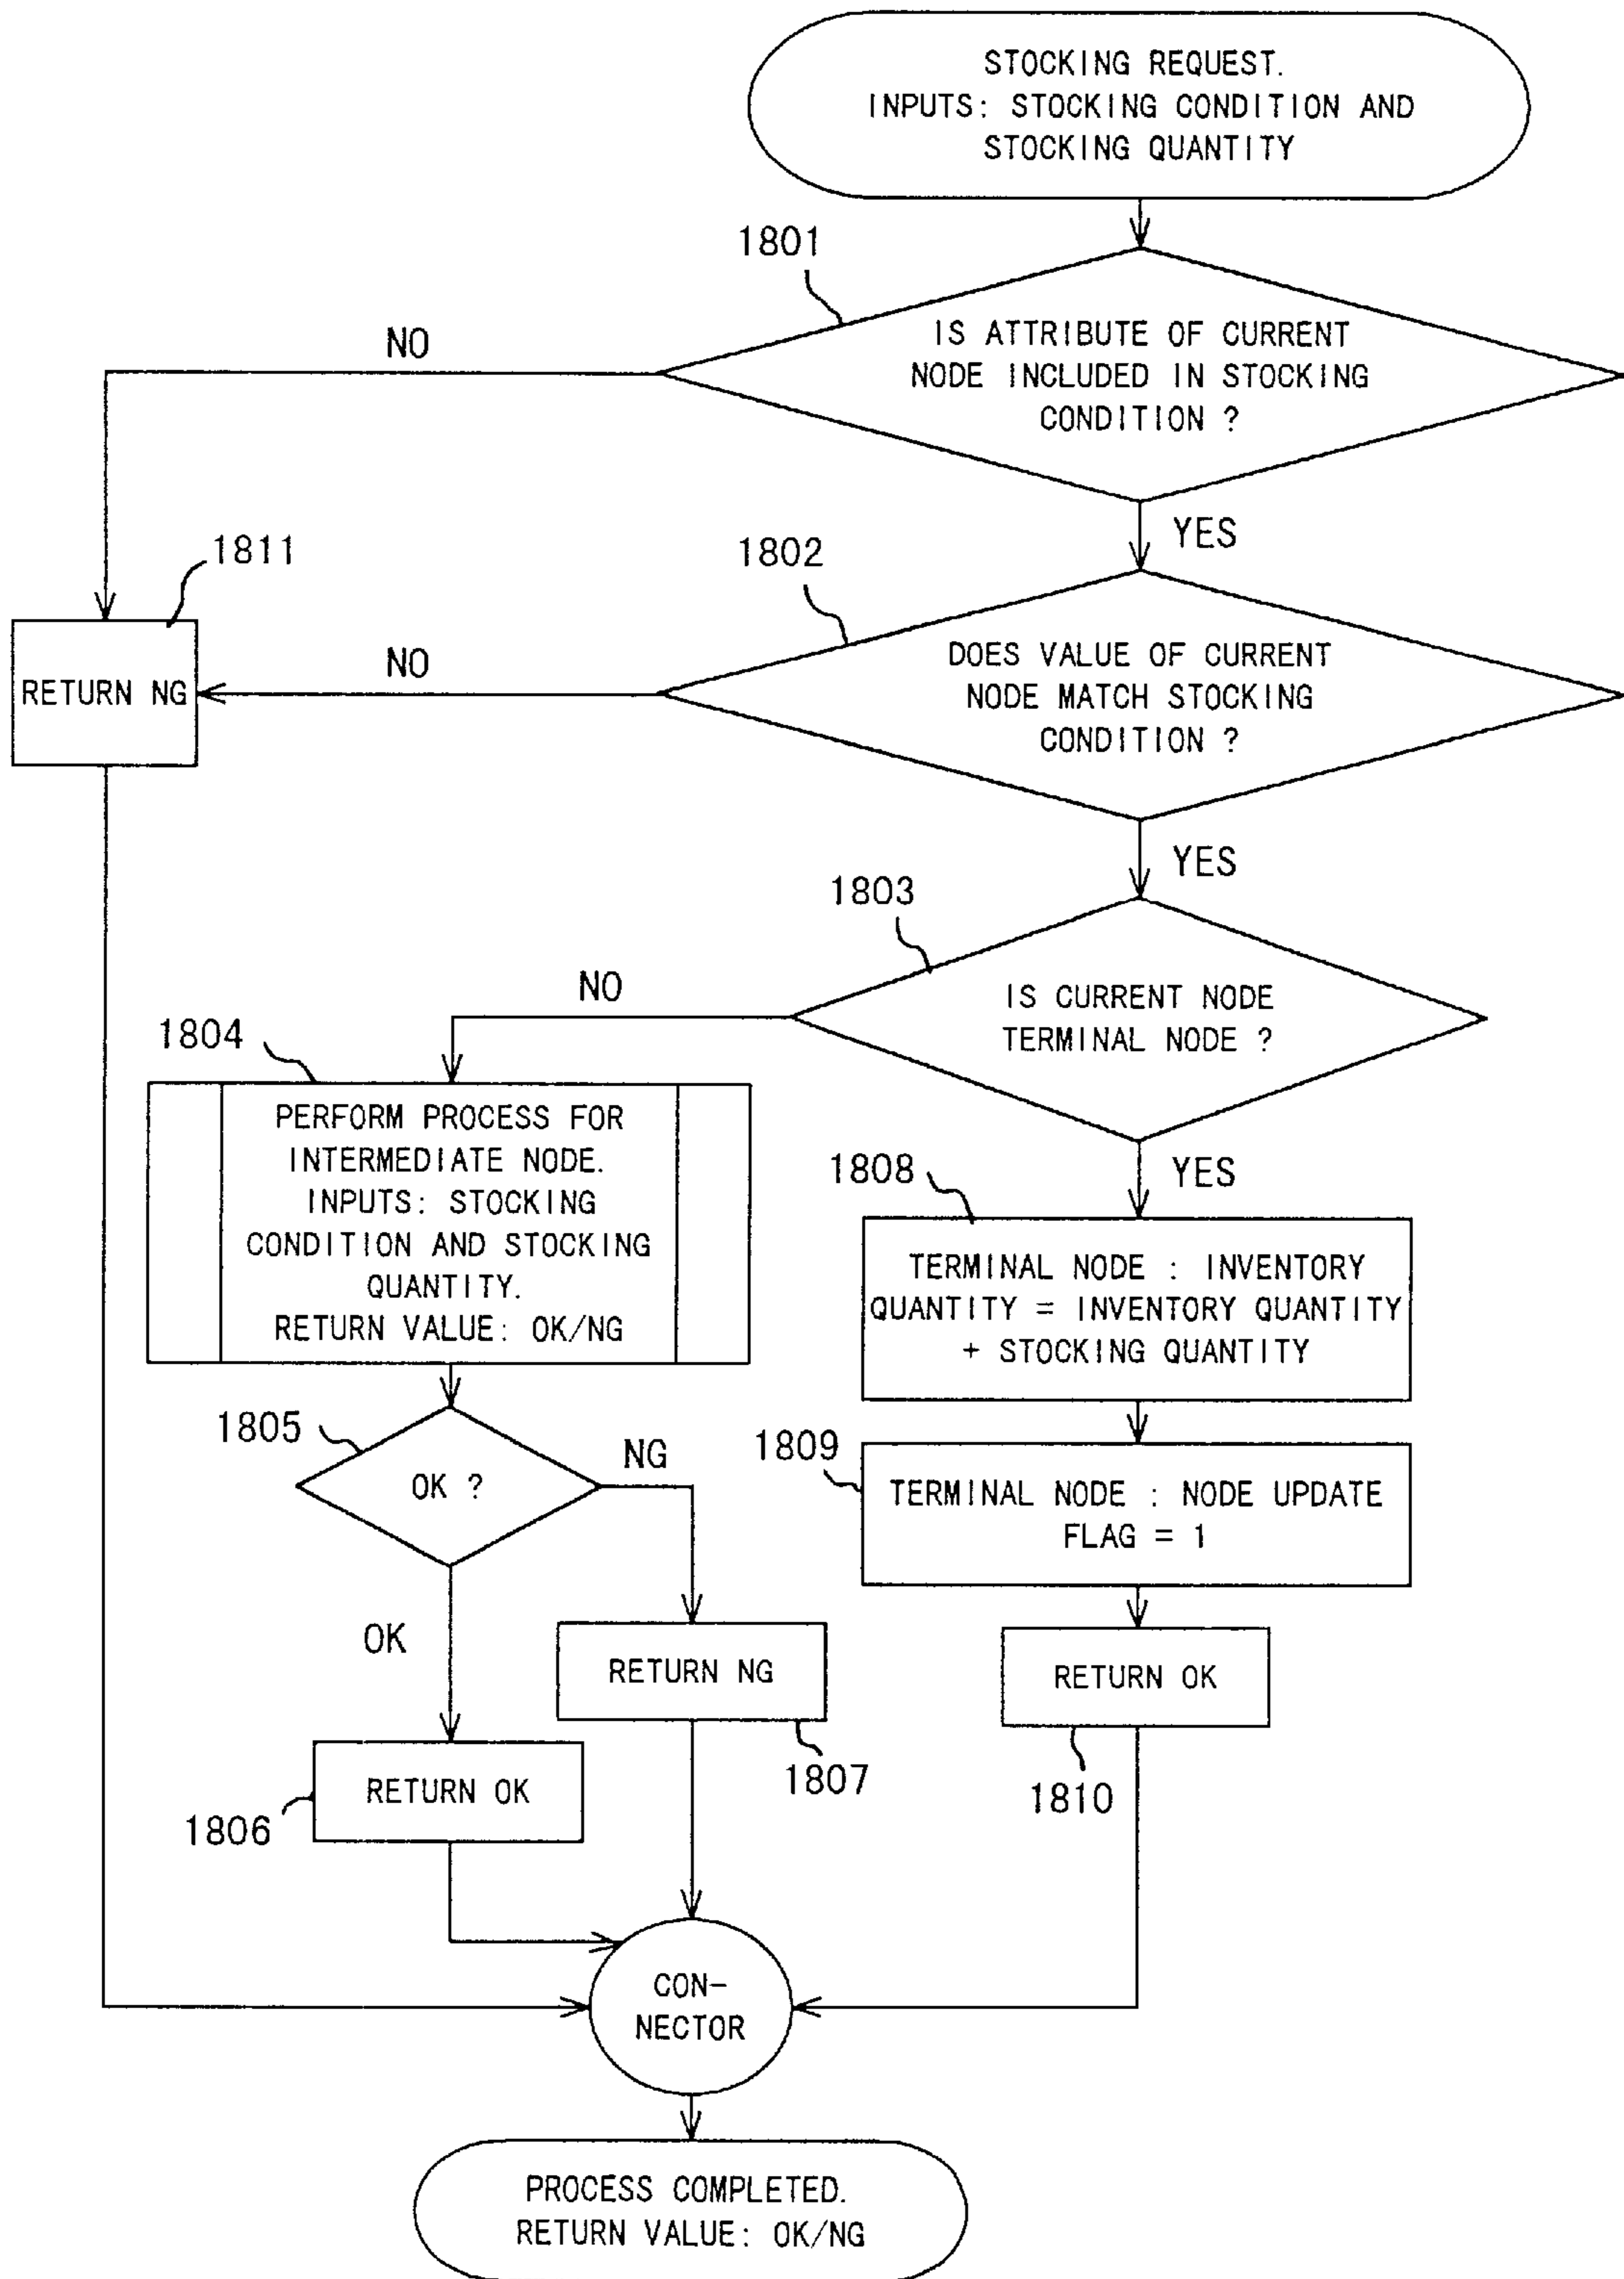 STOCKING REQUEST.
INPUTS: STOCKING CONDITION AND
STOCKING QUANTITY
1801
IS ATTRIBUTE OF CURRENT
NODE INCLUDED IN STOCKING
CONDITION ?
NO
YES
1811
RETURN NG
1802
DOES VALUE OF CURRENT
NODE MATCH STOCKING
CONDITION ?
NO
YES
1803
IS CURRENT NODE
TERMINAL NODE ?
NO
YES
1804
PERFORM PROCESS FOR
INTERMEDIATE NODE.
INPUTS: STOCKING
CONDITION AND STOCKING
QUANTITY.
RETURN VALUE: OK/NG
1808
TERMINAL NODE : INVENTORY
QUANTITY = INVENTORY QUANTITY
+ STOCKING QUANTITY
1805
OK ?
NG
OK
1809
TERMINAL NODE : NODE UPDATE
FLAG = 1
RETURN NG
1807
RETURN OK
1810
RETURN OK
1806
CON-
NECTOR
PROCESS COMPLETED.
RETURN VALUE: OK/NG